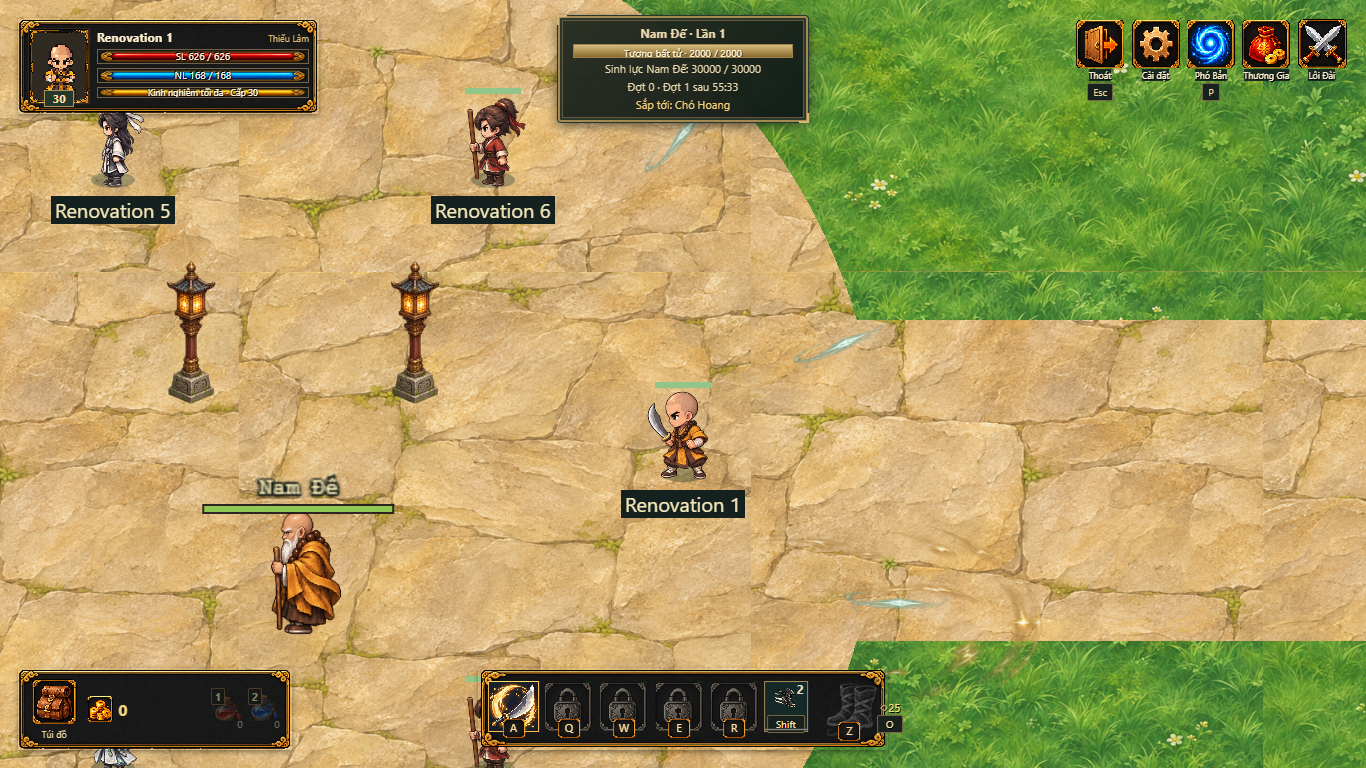 Renovation 1
Thiếu Lâm
SL 626 / 626
NL 168 / 168
Kinh nghiệm tối đa · Cấp 30
30
Nam Đế · Lần 1
Tượng bất tử · 2000 / 2000
Sinh lực Nam Đế: 30000 / 30000
Đợt 0 · Đợt 1 sau 55:33
Sắp tới: Chó Hoang
Thoát
Esc
Cài đặt
Phó Bản
P
Thương Gia
Lôi Đài
Renovation 5
Renovation 6
Renovation 1
Nam Đế
Túi đồ
0
1
0
2
0
A
Q
W
E
R
2
Shift
Z
25
O